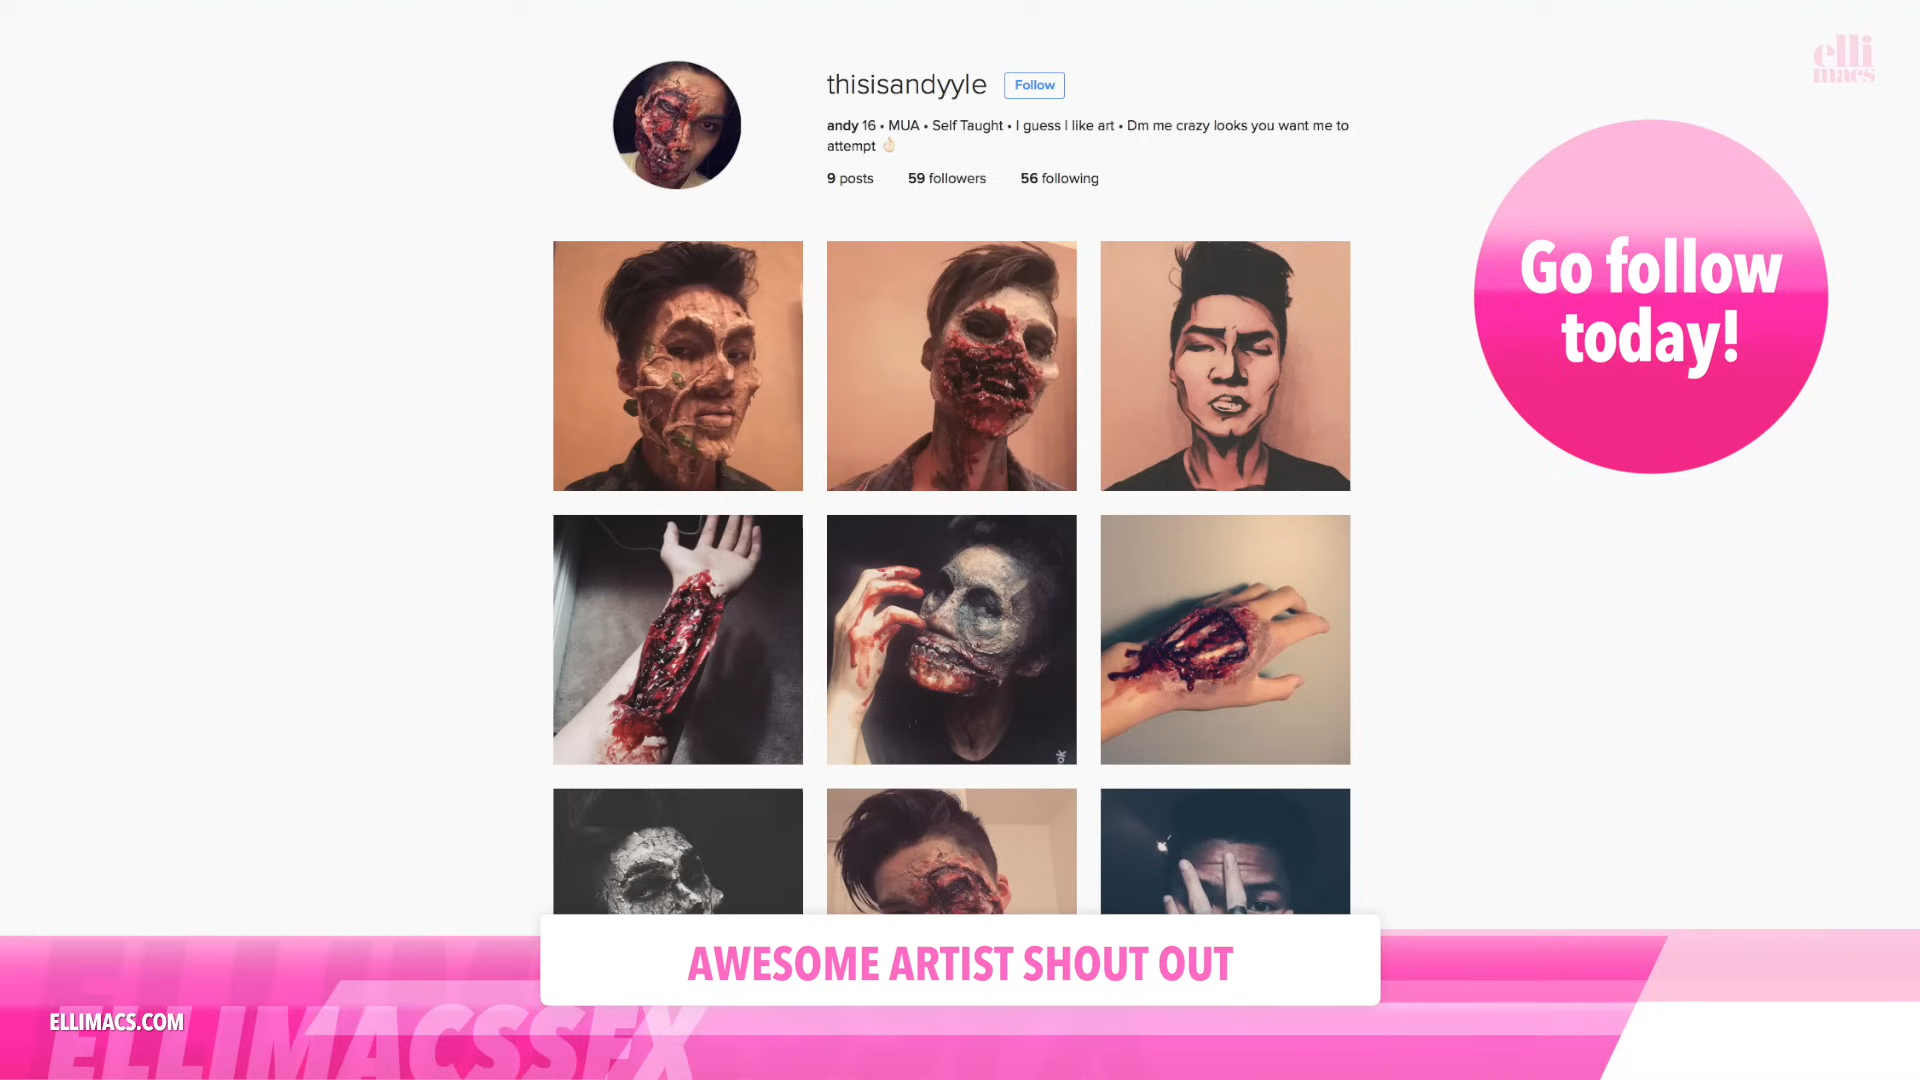 elli
macs
thisisandyyle Follow
andy 16 • MUA • Self Taught • I guess I like art • Dm me crazy looks you want me to
attempt 👌🏻
9 posts 59 followers 56 following
Go follow
today!
AWESOME ARTIST SHOUT OUT
ELLIMACS.COM
ELLIMACSSFX